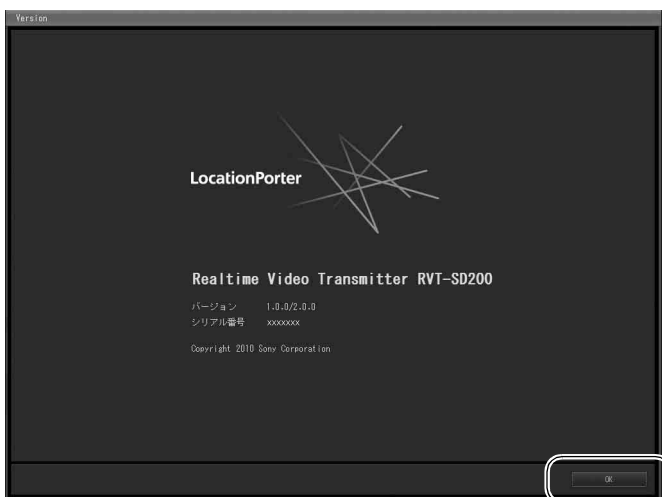 Version
LocationPorter
Realtime Video Transmitter RVT-SD200
バージョン 1.0.0/2.0.0
シリアル番号 xxxxxxx
Copyright 2010 Sony Corporation
OK